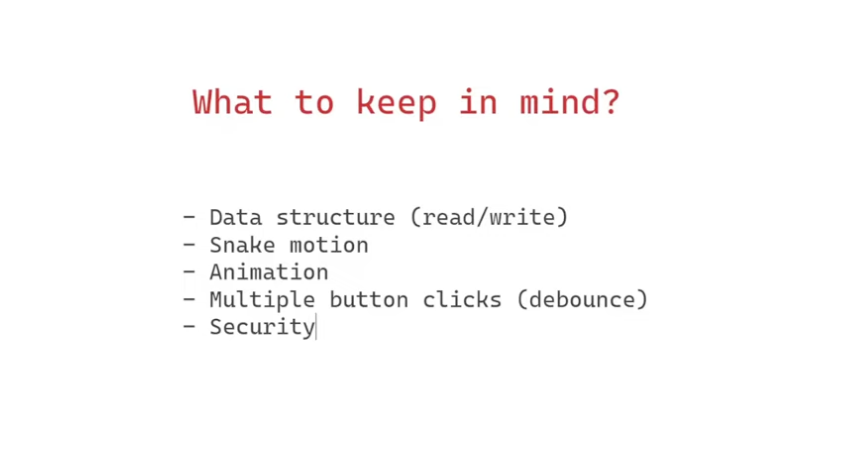 What to keep in mind?
- Data structure (read/write)
- Snake motion
- Animation
- Multiple button clicks (debounce)
- Security